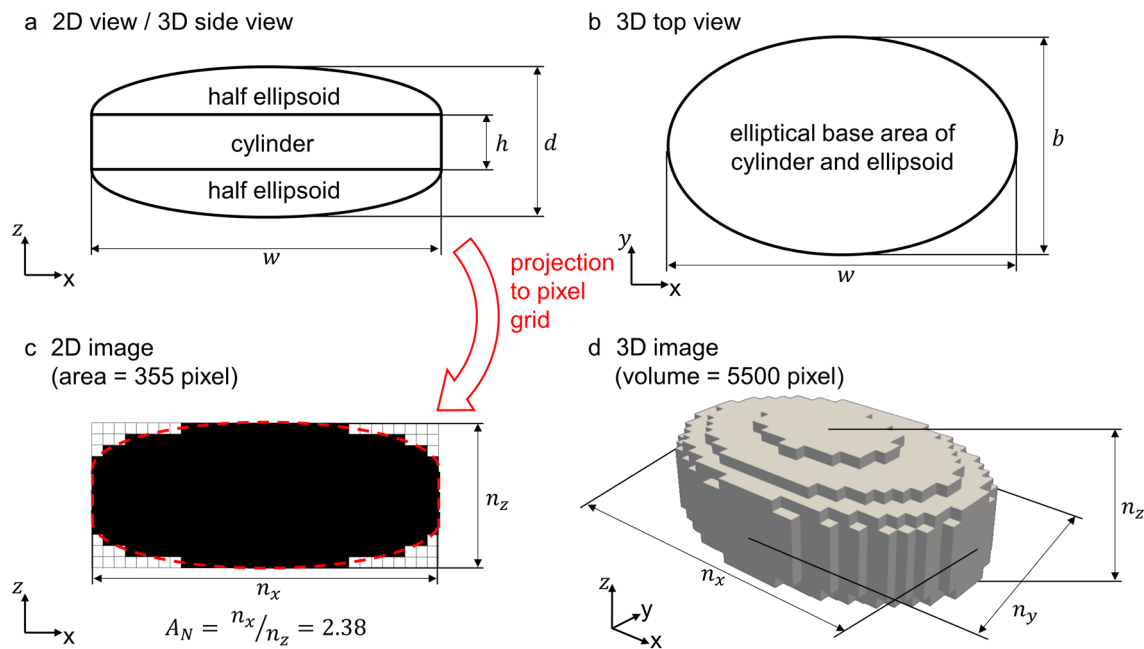 a 2D view / 3D side view
half ellipsoid
cylinder
half ellipsoid
h
d
w
z
x
b 3D top view
elliptical base area of
cylinder and ellipsoid
b
w
y
x
projection
to pixel
grid
c 2D image
(area = 355 pixel)
n_z
n_x
z
x
A_N = n_x/n_z = 2.38
d 3D image
(volume = 5500 pixel)
n_z
n_x
n_y
z
y
x